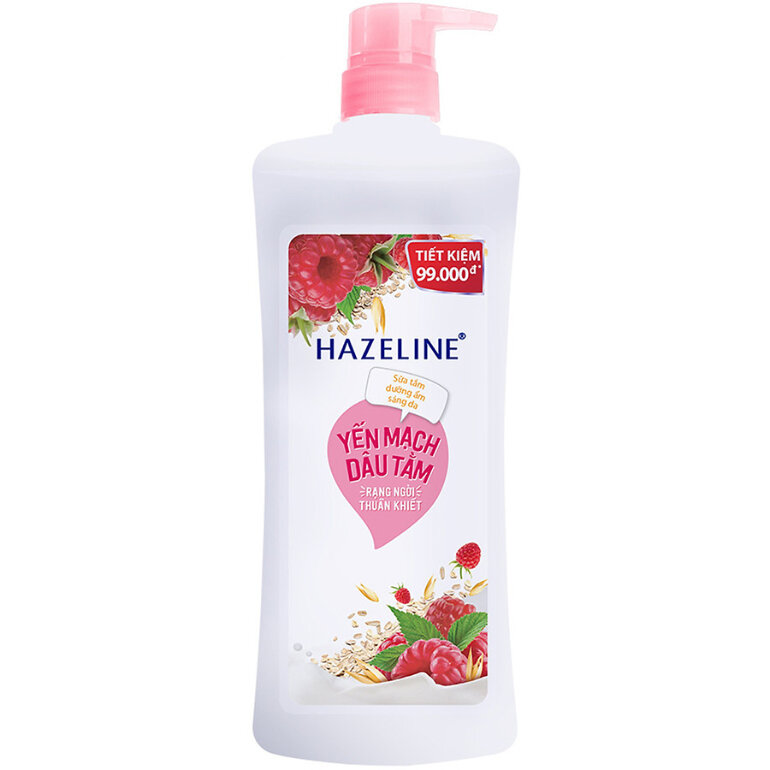 TIẾT KIỆM
99.000đ*
HAZELINE®
Sữa tắm
dưỡng ẩm
sáng da
YẾN MẠCH
DÂU TẰM
RẠNG NGỜI
THUẦN KHIẾT